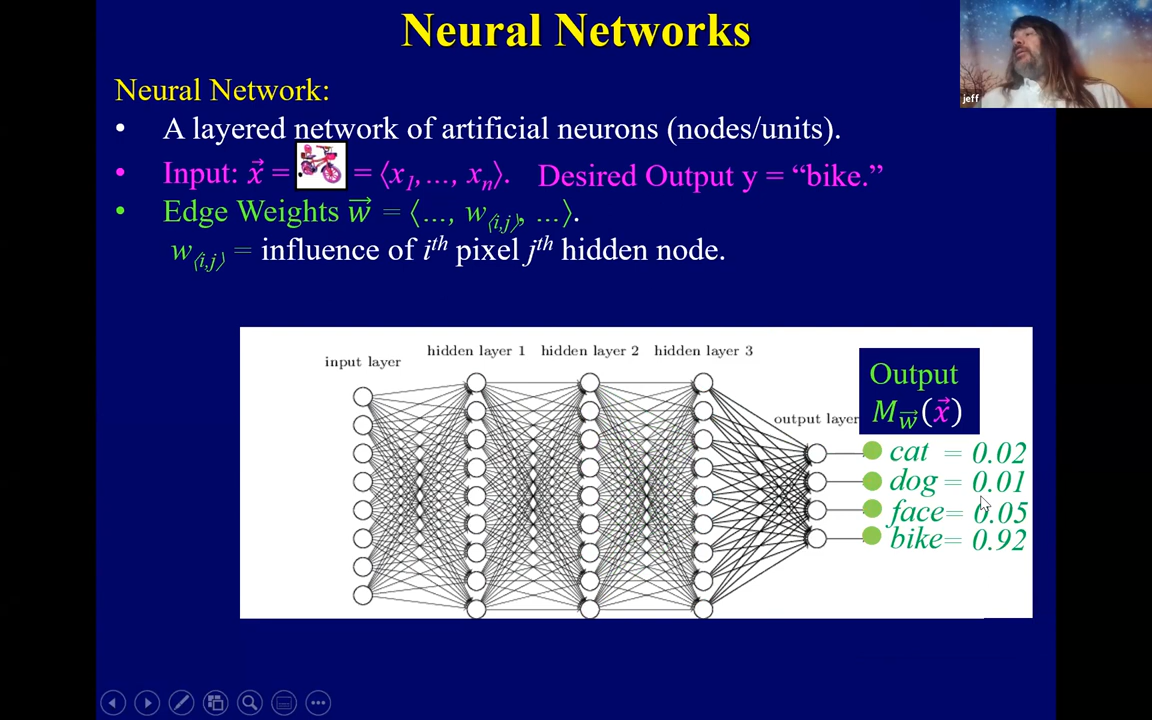 Neural Networks
jeff
Neural Network:
• A layered network of artificial neurons (nodes/units).
• Input: x⃗ = = ⟨x₁,..., xₙ⟩. Desired Output y = “bike.”
• Edge Weights w⃗ = ⟨..., w⟨i,j⟩, ...⟩.
w⟨i,j⟩ = influence of iᵗʰ pixel jᵗʰ hidden node.
input layer
hidden layer 1 hidden layer 2 hidden layer 3
output layer
Output
M_w⃗(x⃗)
cat = 0.02
dog = 0.01
face= 0.05
bike= 0.92